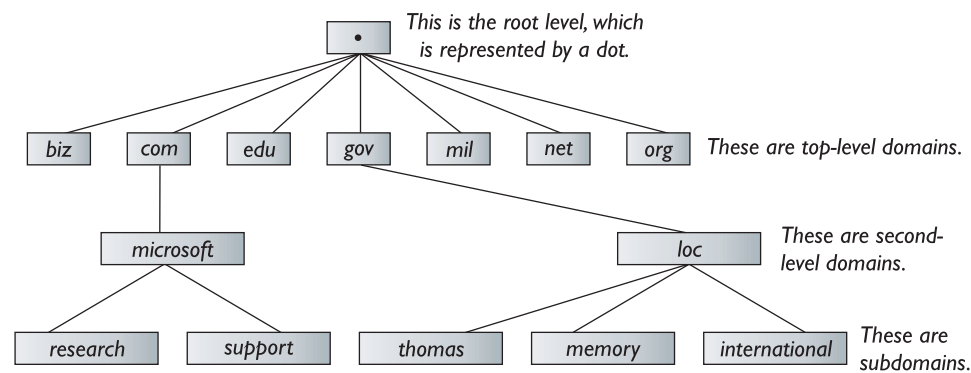 •
This is the root level, which
is represented by a dot.
biz com edu gov mil net org
These are top-level domains.
microsoft loc
These are second-
level domains.
research support thomas memory international
These are
subdomains.